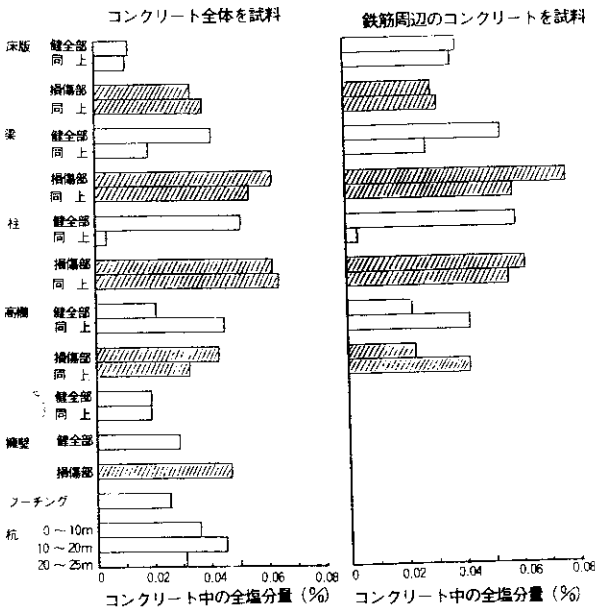 コンクリート全体を試料
鉄筋周辺のコンクリートを試料
床版 健全部
同 上
損傷部
同 上
梁 健全部
同 上
損傷部
同 上
柱 健全部
同 上
損傷部
同 上
高欄 健全部
同 上
損傷部
同 上
健全部
同 上
擁壁 健全部
損傷部
フーチング
杭 0～10m
10～20m
20～25m
0.02 0.04 0.06 0.08
0 0.02 0.04 0.06 0.08
コンクリート中の全塩分量（%）
コンクリート中の全塩分量（%）